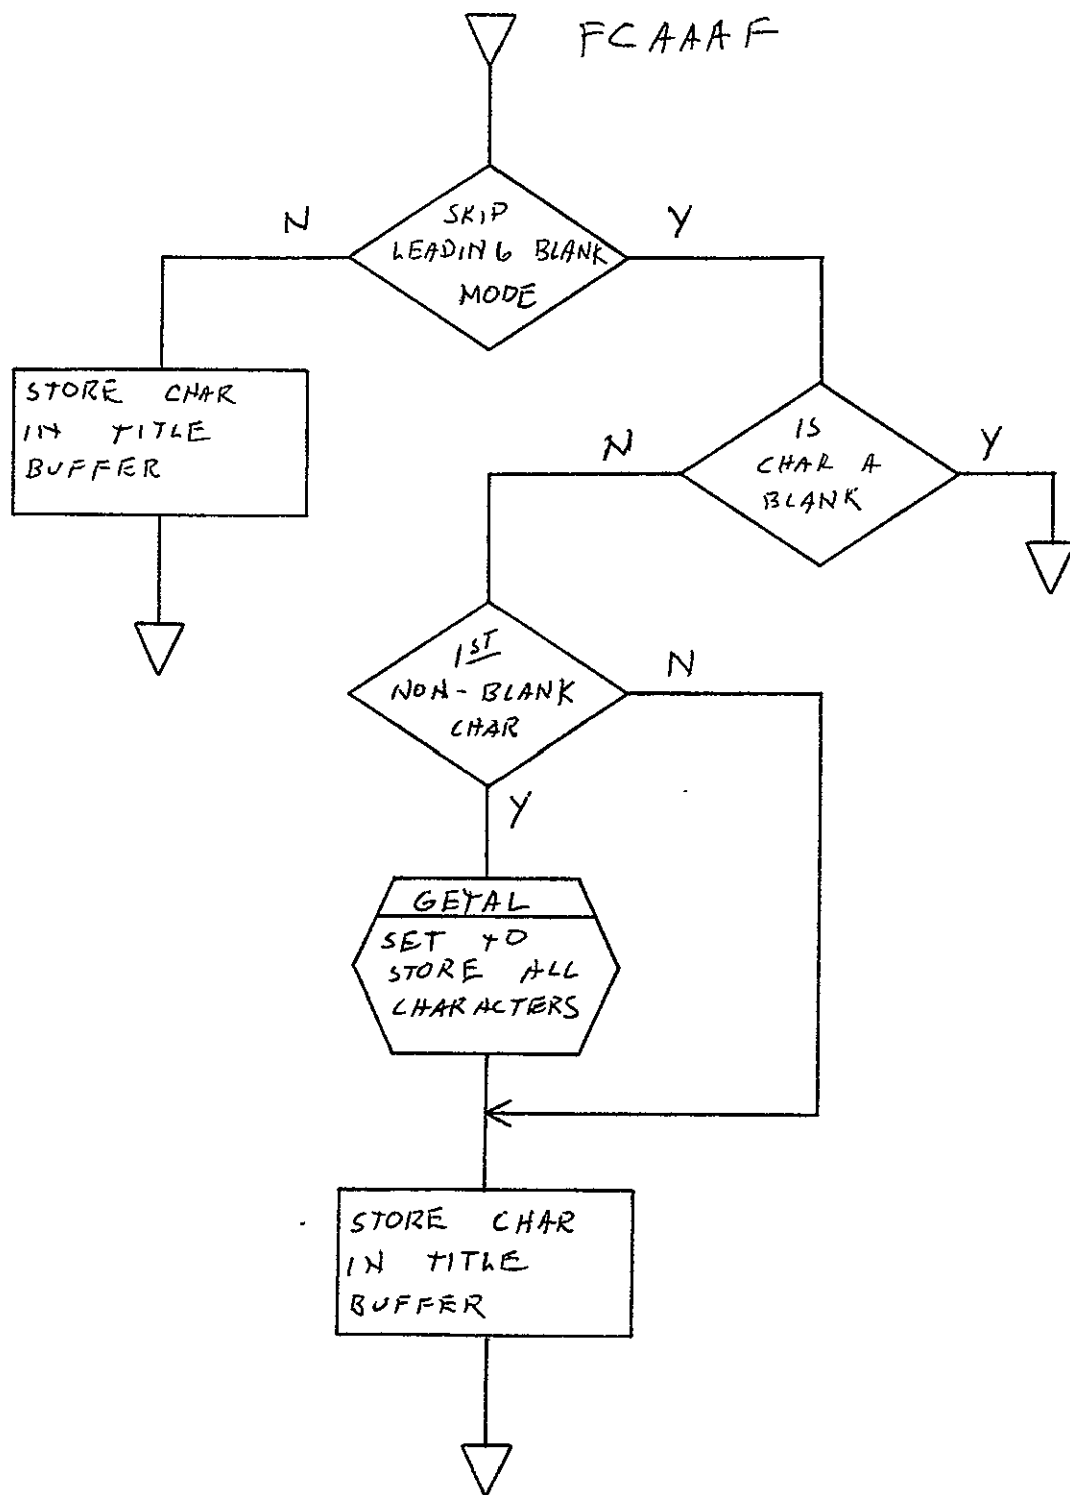 FCAAAF
SKIP
LEADING BLANK
MODE
N
Y
STORE CHAR
IN TITLE
BUFFER
IS
CHAR A
BLANK
N
Y
1ST
NON-BLANK
CHAR
N
Y
GETAL
SET TO
STORE ALL
CHARACTERS
STORE CHAR
IN TITLE
BUFFER